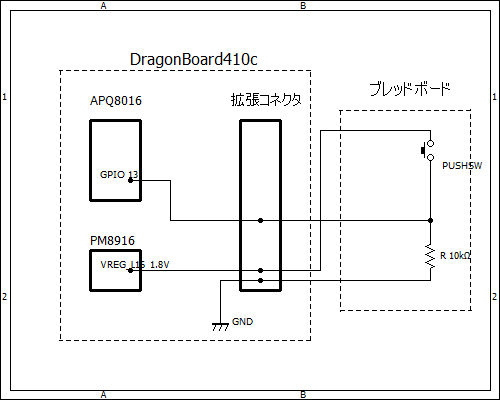 A B
DragonBoard410c
ブレッドボード
1 1
APQ8016
拡張コネクタ
GPIO 13
PUSHSW
PM8916
VREG_L15 1.8V
R 10kΩ
2 2
GND
A B